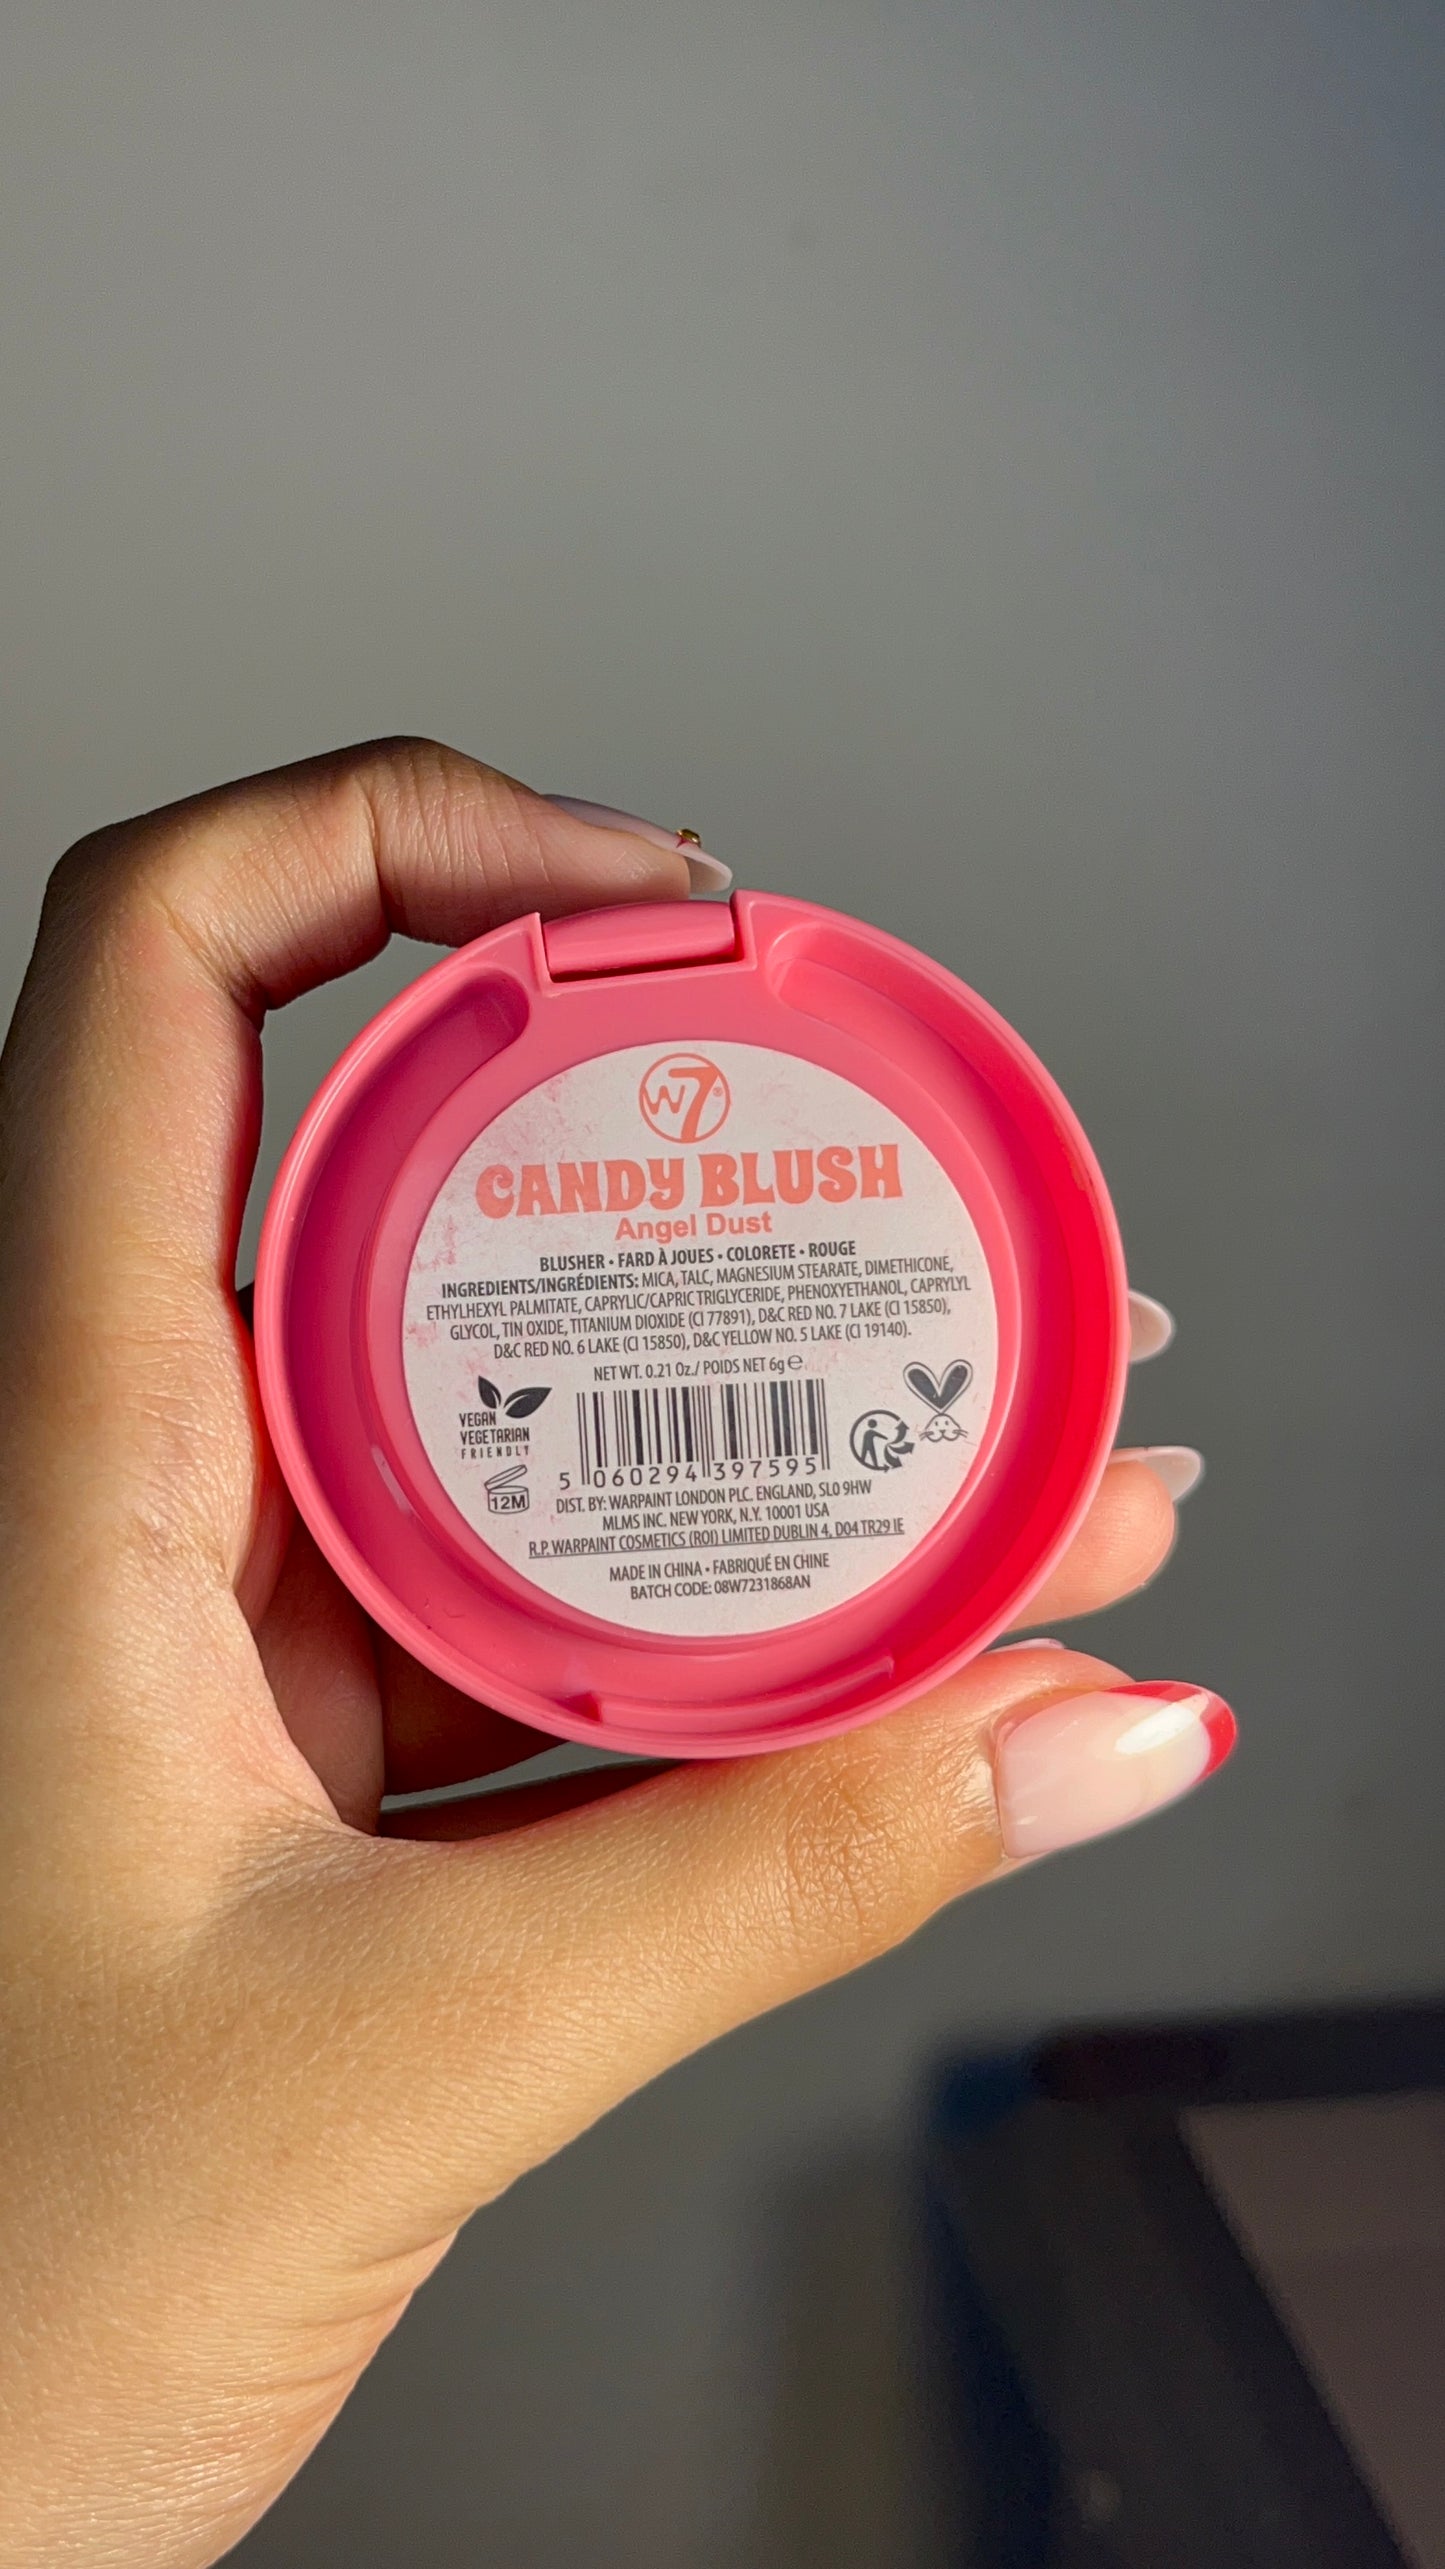 W7®
CANDY BLUSH
Angel Dust
BLUSHER • FARD À JOUES • COLORETE • ROUGE
INGREDIENTS/INGRÉDIENTS: MICA, TALC, MAGNESIUM STEARATE, DIMETHICONE,
ETHYLHEXYL PALMITATE, CAPRYLIC/CAPRIC TRIGLYCERIDE, PHENOXYETHANOL, CAPRYLYL
GLYCOL, TIN OXIDE, TITANIUM DIOXIDE (CI 77891), D&C RED NO. 7 LAKE (CI 15850),
D&C RED NO. 6 LAKE (CI 15850), D&C YELLOW NO. 5 LAKE (CI 19140).
NET WT. 0.21 Oz./ POIDS NET 6g ℮
VEGAN
VEGETARIAN
FRIENDLY
12M
5 060294 397595
DIST. BY: WARPAINT LONDON PLC. ENGLAND, SL0 9HW
MLMS INC. NEW YORK, N.Y. 10001 USA
R.P. WARPAINT COSMETICS (ROI) LIMITED DUBLIN 4, D04 TR29 IE
MADE IN CHINA • FABRIQUÉ EN CHINE
BATCH CODE: 08W7231868AN